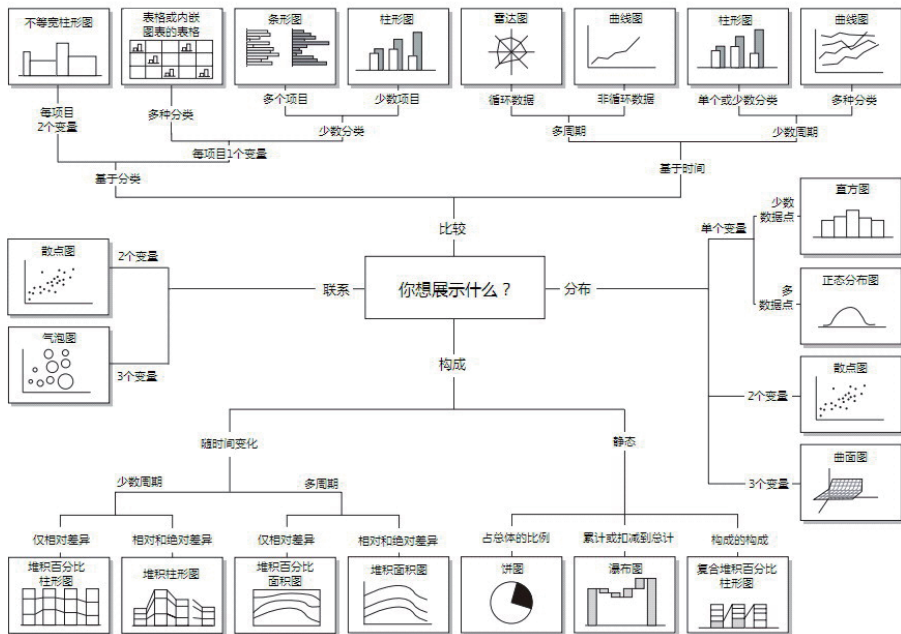 不等宽柱形图
表格或内嵌
图表的表格
条形图
柱形图
雷达图
曲线图
柱形图
曲线图
每项目
2个变量
多种分类
多个项目
少数项目
循环数据
非循环数据
单个或少数分类
多种分类
少数分类
多周期
少数周期
每项目1个变量
基于分类
基于时间
比较
散点图
2个变量
联系
你想展示什么？
分布
单个变量
少数
数据点
直方图
多
数据点
正态分布图
气泡图
3个变量
构成
2个变量
散点图
随时间变化
静态
3个变量
曲面图
少数周期
多周期
仅相对差异
相对和绝对差异
仅相对差异
相对和绝对差异
占总体的比例
累计或扣减到总计
构成的构成
堆积百分比
柱形图
堆积柱形图
堆积百分比
面积图
堆积面积图
饼图
瀑布图
复合堆积百分比
柱形图